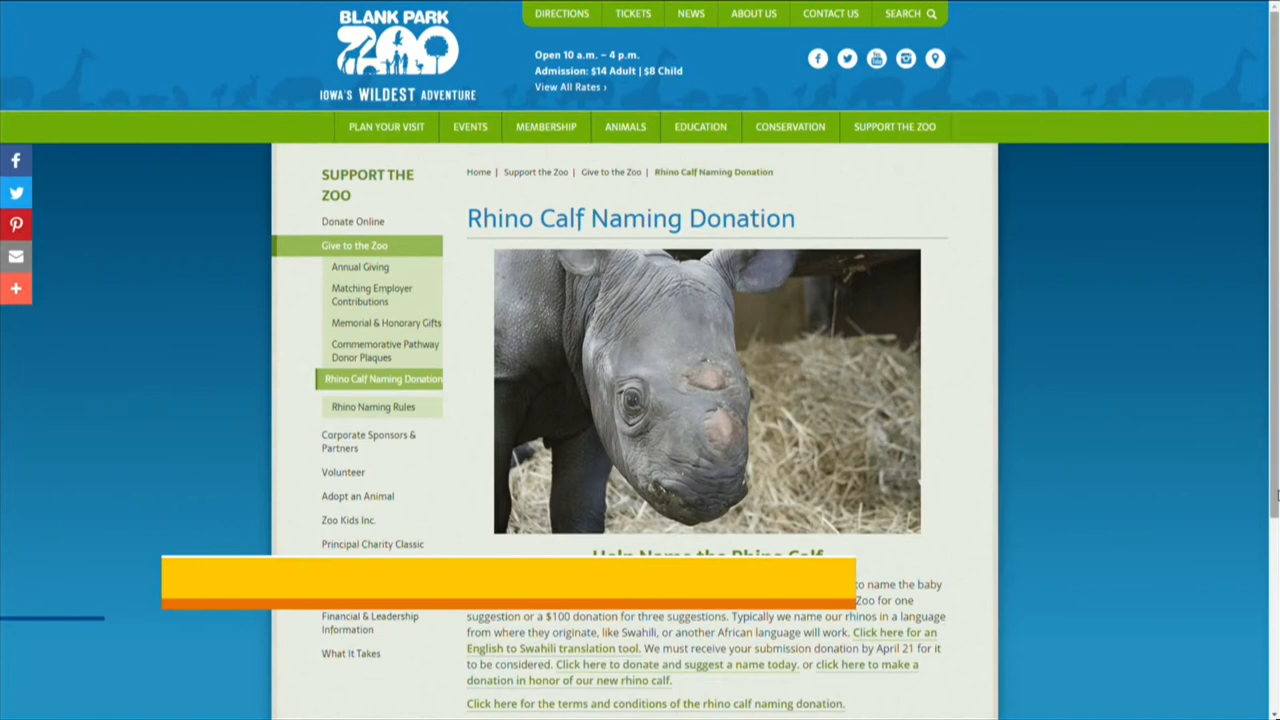 BLANK PARK
ZOO
IOWA'S WILDEST ADVENTURE
DIRECTIONS
TICKETS
NEWS
ABOUT US
CONTACT US
SEARCH
Open 10 a.m. – 4 p.m.
Admission: $14 Adult | $8 Child
View All Rates ›
PLAN YOUR VISIT
EVENTS
MEMBERSHIP
ANIMALS
EDUCATION
CONSERVATION
SUPPORT THE ZOO
SUPPORT THE
ZOO
Donate Online
Give to the Zoo
Annual Giving
Matching Employer
Contributions
Memorial & Honorary Gifts
Commemorative Pathway
Donor Plaques
Rhino Calf Naming Donation
Rhino Naming Rules
Corporate Sponsors &
Partners
Volunteer
Adopt an Animal
Zoo Kids Inc.
Principal Charity Classic
Financial & Leadership
Information
What it Takes
Home | Support the Zoo | Give to the Zoo | Rhino Calf Naming Donation
Rhino Calf Naming Donation
Help Name the Rhino Calf
to name the baby
Zoo for one
suggestion or a $100 donation for three suggestions. Typically we name our rhinos in a language
from where they originate, like Swahili, or another African language will work. Click here for an
English to Swahili translation tool. We must receive your submission donation by April 21 for it
to be considered. Click here to donate and suggest a name today. or click here to make a
donation in honor of our new rhino calf.
Click here for the terms and conditions of the rhino calf naming donation.